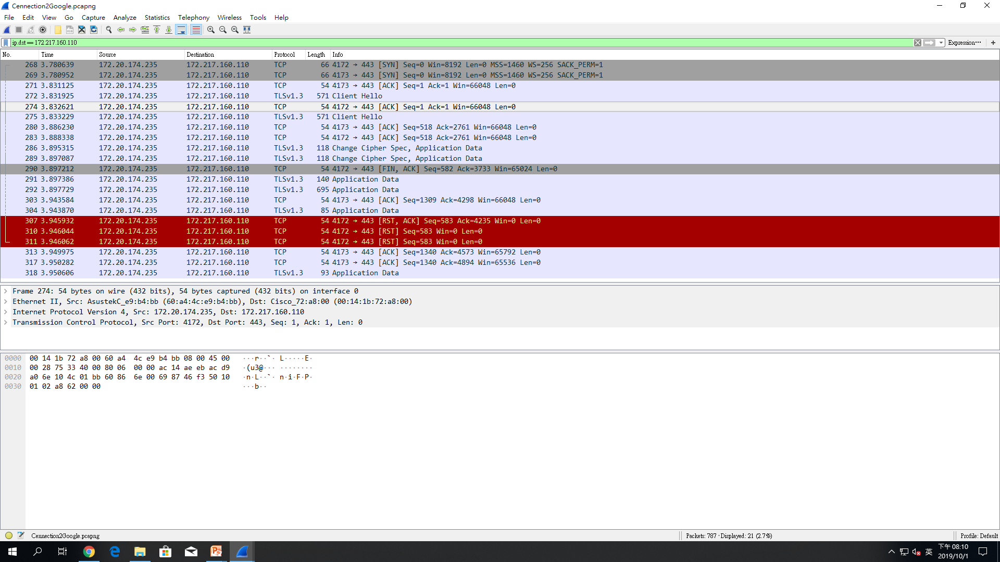 Cennection2Google.pcapng
File Edit View Go Capture Analyze Statistics Telephony Wireless Tools Help
ip.dst == 172.217.160.110 Expression… +
No. Time Source Destination Protocol Length Info
268 3.780639 172.20.174.235 172.217.160.110 TCP 66 4172 → 443 [SYN] Seq=0 Win=8192 Len=0 MSS=1460 WS=256 SACK_PERM=1
269 3.780952 172.20.174.235 172.217.160.110 TCP 66 4173 → 443 [SYN] Seq=0 Win=8192 Len=0 MSS=1460 WS=256 SACK_PERM=1
271 3.831125 172.20.174.235 172.217.160.110 TCP 54 4173 → 443 [ACK] Seq=1 Ack=1 Win=66048 Len=0
272 3.831925 172.20.174.235 172.217.160.110 TLSv1.3 571 Client Hello
274 3.832621 172.20.174.235 172.217.160.110 TCP 54 4172 → 443 [ACK] Seq=1 Ack=1 Win=66048 Len=0
275 3.833229 172.20.174.235 172.217.160.110 TLSv1.3 571 Client Hello
280 3.886230 172.20.174.235 172.217.160.110 TCP 54 4173 → 443 [ACK] Seq=518 Ack=2761 Win=66048 Len=0
283 3.888338 172.20.174.235 172.217.160.110 TCP 54 4172 → 443 [ACK] Seq=518 Ack=2761 Win=66048 Len=0
286 3.895315 172.20.174.235 172.217.160.110 TLSv1.3 118 Change Cipher Spec, Application Data
289 3.897087 172.20.174.235 172.217.160.110 TLSv1.3 118 Change Cipher Spec, Application Data
290 3.897212 172.20.174.235 172.217.160.110 TCP 54 4172 → 443 [FIN, ACK] Seq=582 Ack=3733 Win=65024 Len=0
291 3.897386 172.20.174.235 172.217.160.110 TLSv1.3 140 Application Data
292 3.897729 172.20.174.235 172.217.160.110 TLSv1.3 695 Application Data
303 3.943584 172.20.174.235 172.217.160.110 TCP 54 4173 → 443 [ACK] Seq=1309 Ack=4298 Win=66048 Len=0
304 3.943870 172.20.174.235 172.217.160.110 TLSv1.3 85 Application Data
307 3.945932 172.20.174.235 172.217.160.110 TCP 54 4172 → 443 [RST, ACK] Seq=583 Ack=4235 Win=0 Len=0
310 3.946044 172.20.174.235 172.217.160.110 TCP 54 4172 → 443 [RST] Seq=583 Win=0 Len=0
311 3.946062 172.20.174.235 172.217.160.110 TCP 54 4172 → 443 [RST] Seq=583 Win=0 Len=0
313 3.949975 172.20.174.235 172.217.160.110 TCP 54 4173 → 443 [ACK] Seq=1340 Ack=4573 Win=65792 Len=0
317 3.950282 172.20.174.235 172.217.160.110 TCP 54 4173 → 443 [ACK] Seq=1340 Ack=4894 Win=65536 Len=0
318 3.950606 172.20.174.235 172.217.160.110 TLSv1.3 93 Application Data
Frame 274: 54 bytes on wire (432 bits), 54 bytes captured (432 bits) on interface 0
Ethernet II, Src: AsustekC_e9:b4:bb (60:a4:4c:e9:b4:bb), Dst: Cisco_72:a8:00 (00:14:1b:72:a8:00)
Internet Protocol Version 4, Src: 172.20.174.235, Dst: 172.217.160.110
Transmission Control Protocol, Src Port: 4172, Dst Port: 443, Seq: 1, Ack: 1, Len: 0
0000 00 14 1b 72 a8 00 60 a4 4c e9 b4 bb 08 00 45 00 ···r··`· L·····E·
0010 00 28 75 33 40 00 80 06 00 00 ac 14 ae eb ac d9 ·(u3@··· ········
0020 a0 6e 10 4c 01 bb 60 86 6e 00 69 87 46 f3 50 10 ·n·L··`· n·i·F·P·
0030 01 02 a8 62 00 00 ···b··
Cennection2Google.pcapng Packets: 787 · Displayed: 21 (2.7%) Profile: Default
英 下午 08:10
2019/10/1